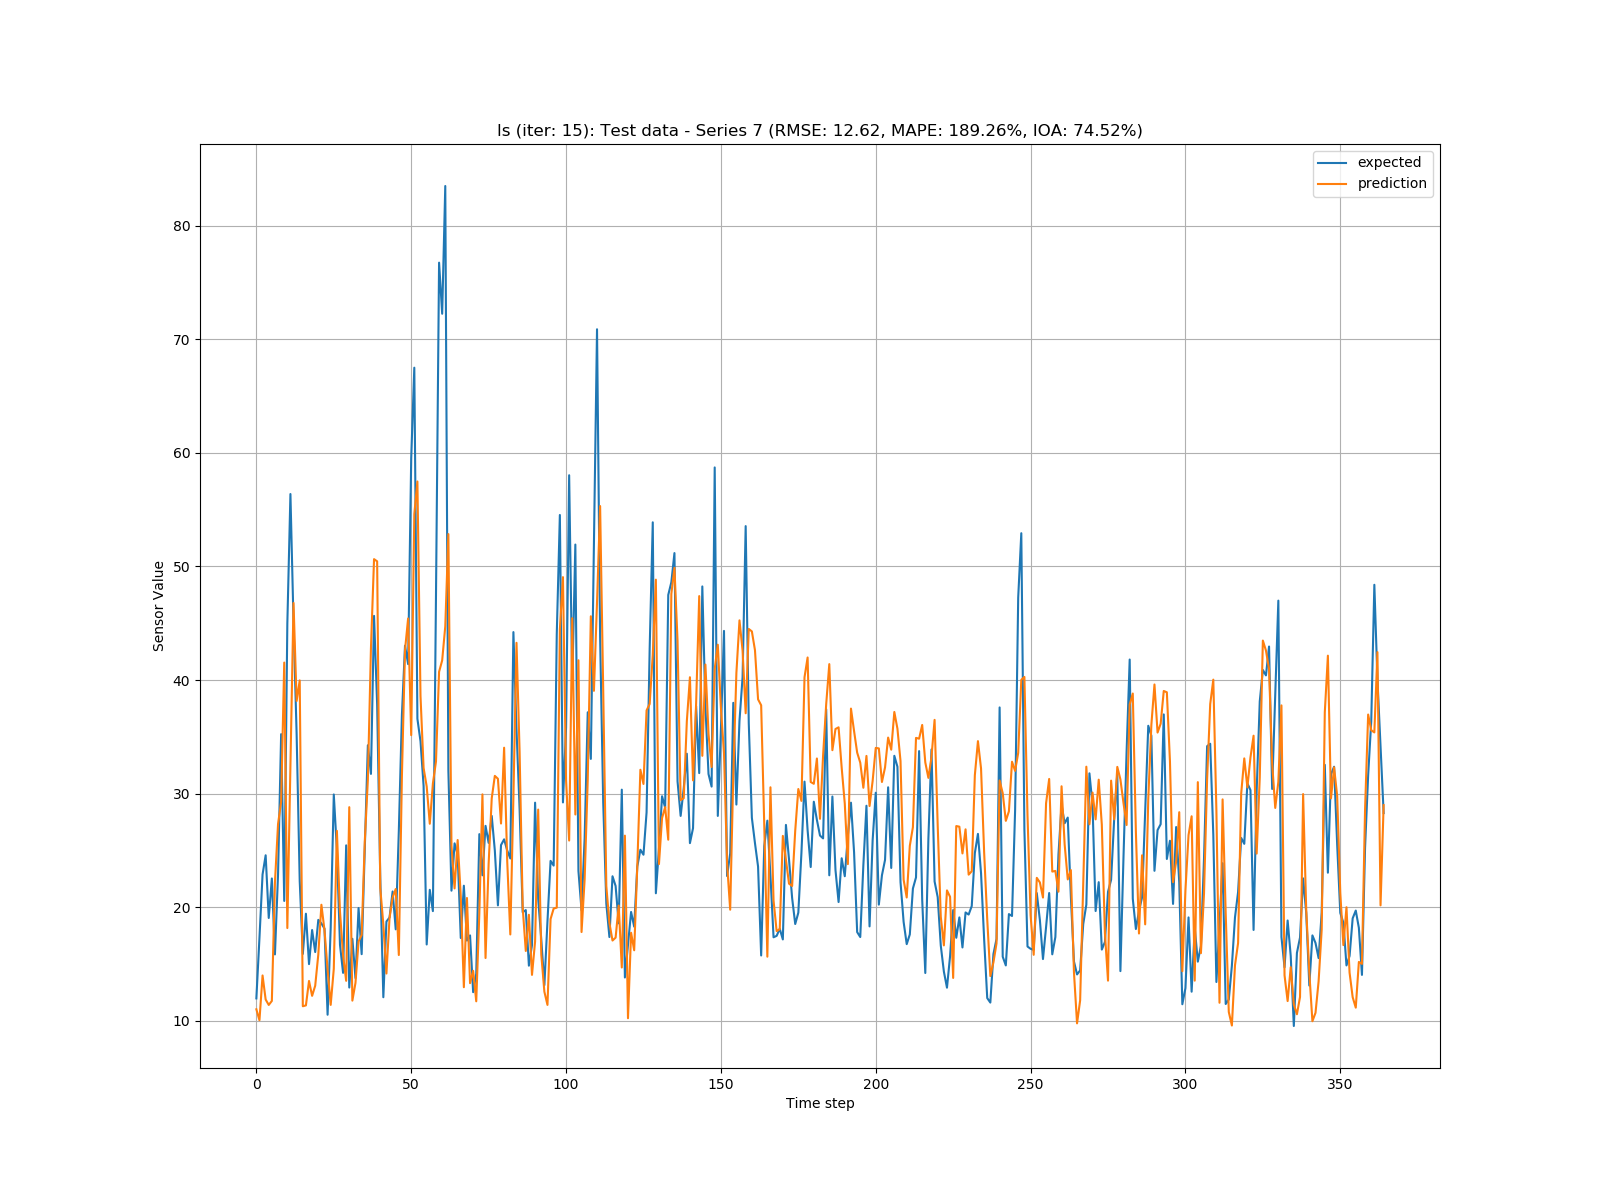 ls (iter: 15): Test data - Series 7 (RMSE: 12.62, MAPE: 189.26%, IOA: 74.52%)
expected
prediction
80
70
60
50
40
30
20
10
Sensor Value
0 50 100 150 200 250 300 350
Time step